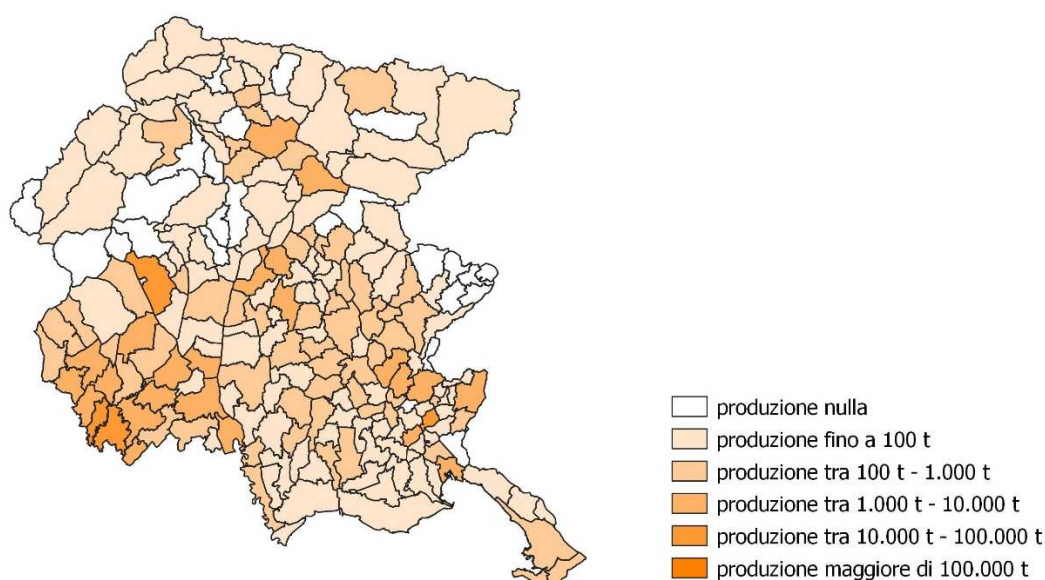 produzione nulla
produzione fino a 100 t
produzione tra 100 t - 1.000 t
produzione tra 1.000 t - 10.000 t
produzione tra 10.000 t - 100.000 t
produzione maggiore di 100.000 t